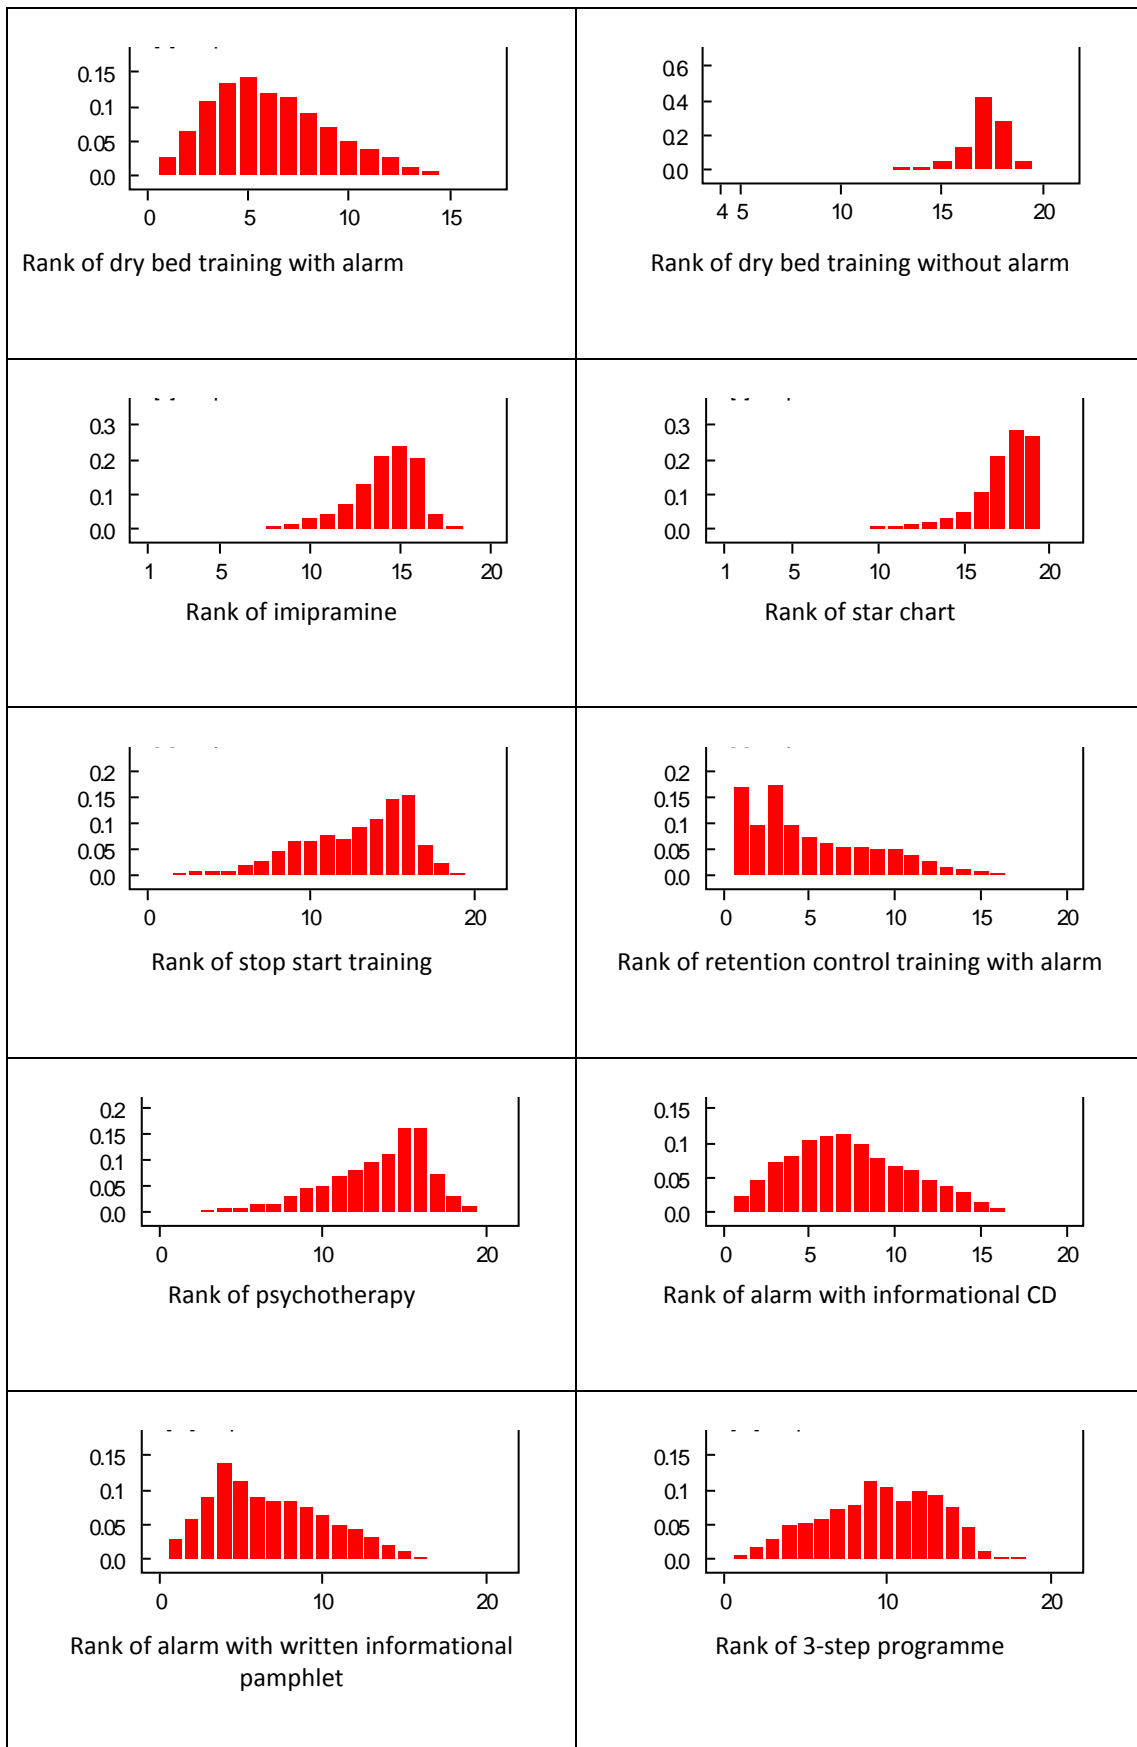 0.15
0.1
0.05
0.0
0 5 10 15
Rank of dry bed training with alarm
0.6
0.4
0.2
0.0
4 5 10 15 20
Rank of dry bed training without alarm
0.3
0.2
0.1
0.0
1 5 10 15 20
Rank of imipramine
0.3
0.2
0.1
0.0
1 5 10 15 20
Rank of star chart
0.2
0.15
0.1
0.05
0.0
0 10 20
Rank of stop start training
0.2
0.15
0.1
0.05
0.0
0 5 10 15 20
Rank of retention control training with alarm
0.2
0.15
0.1
0.05
0.0
0 10 20
Rank of psychotherapy
0.15
0.1
0.05
0.0
0 5 10 15 20
Rank of alarm with informational CD
0.15
0.1
0.05
0.0
0 10 20
Rank of alarm with written informational
pamphlet
0.15
0.1
0.05
0.0
0 10 20
Rank of 3-step programme